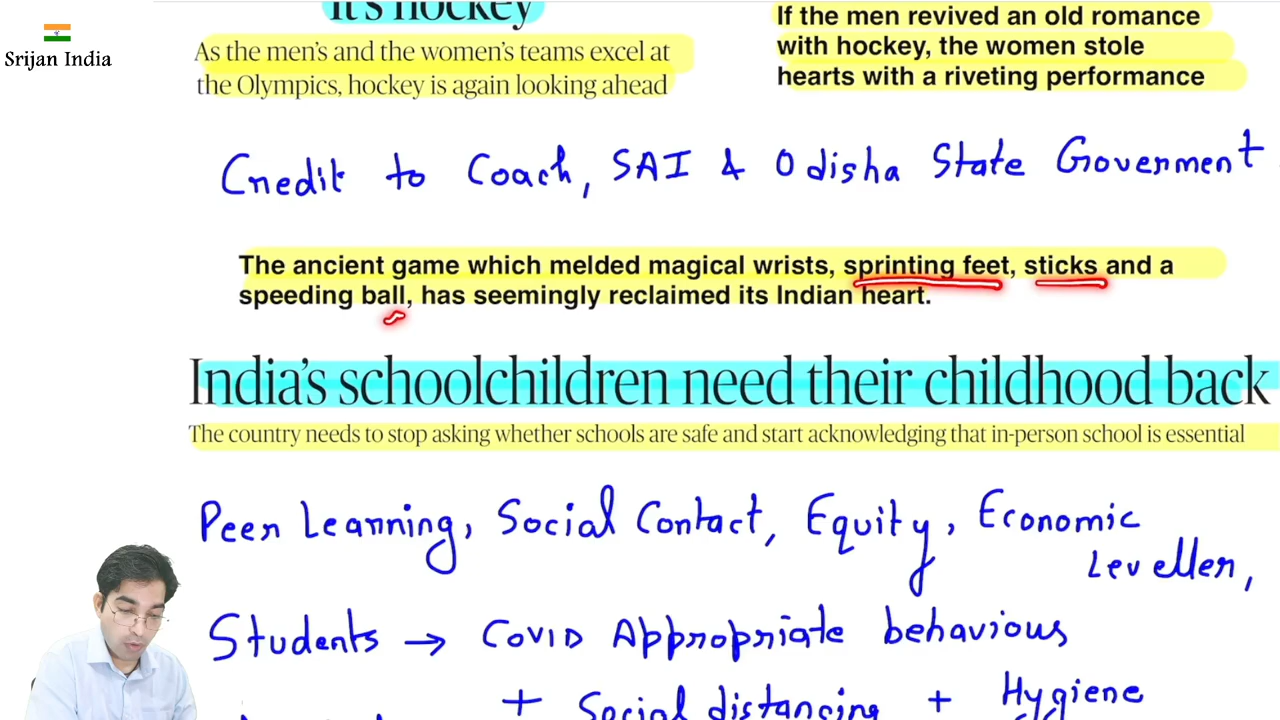 Srijan India
it's hockey
As the men's and the women's teams excel at
the Olympics, hockey is again looking ahead
If the men revived an old romance
with hockey, the women stole
hearts with a riveting performance
Credit to Coach, SAI & Odisha State Goverment
The ancient game which melded magical wrists, sprinting feet, sticks and a
speeding ball, has seemingly reclaimed its Indian heart.
India's schoolchildren need their childhood back
The country needs to stop asking whether schools are safe and start acknowledging that in-person school is essential
Peer Learning, Social Contact, Equity, Economic
Leveller,
Students → COVID Appropriate behavious
+ Social distancing + Hygiene